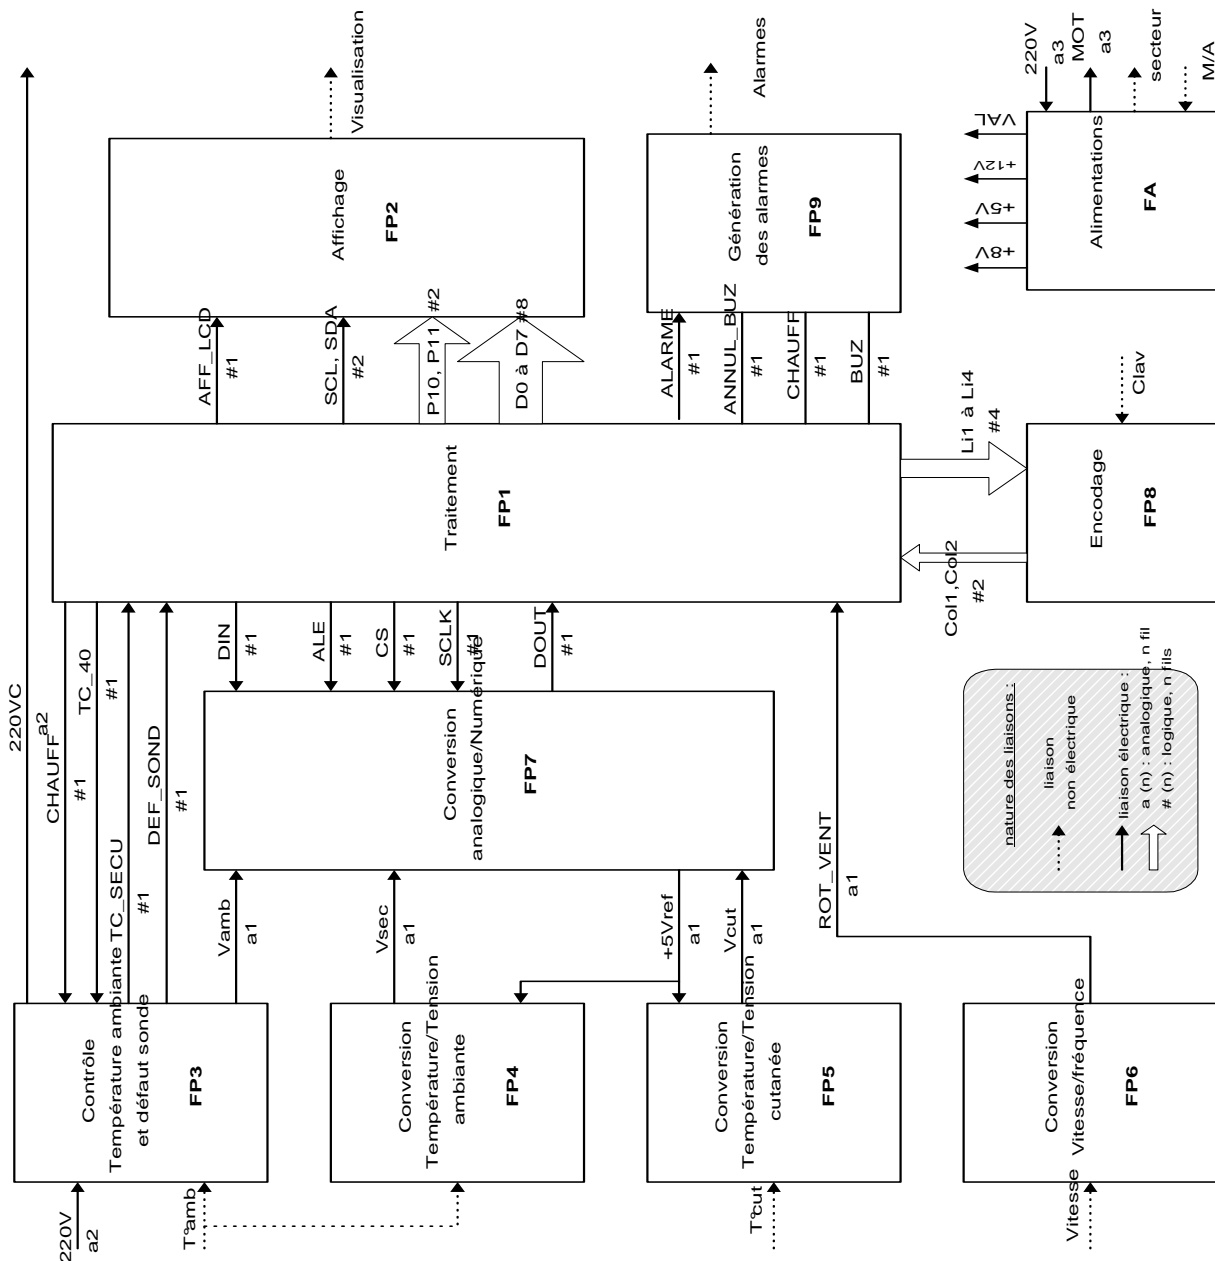 220VC
a2
Visualisation
Affichage
FP2
AFF_LCD
#1
SCL, SDA
#2
P10, P11 #2
D0 à D7 #8
Alarmes
Génération
des alarmes
FP9
ALARME
#1
ANNUL_BUZ
#1
CHAUFF
#1
BUZ
#1
220V
a3
MOT
a3
secteur
M/A
VAL
+12V
+5V
+8V
Alimentations
FA
Traitement
FP1
Li1 à Li4
#4
Col1,Col2
#2
Clav
Encodage
FP8
CHAUFF
#1
TC_40
#1
TC_SECU
#1
DEF_SOND
#1
DIN
#1
ALE
#1
CS
#1
SCLK
#1
DOUT
#1
Conversion
analogique/Numérique
FP7
Vamb
a1
Vsec
a1
+5Vref
a1
Vcut
a1
ROT_VENT
a1
nature des liaisons :
liaison
non électrique
liaison électrique :
a (n) : analogique, n fil
# (n) : logique, n fils
Contrôle
Température ambiante
et défaut sonde
FP3
Conversion
Température/Tension
ambiante
FP4
Conversion
Température/Tension
cutanée
FP5
Conversion
Vitesse/fréquence
FP6
220V
a2
T°amb
T°cut
Vitesse